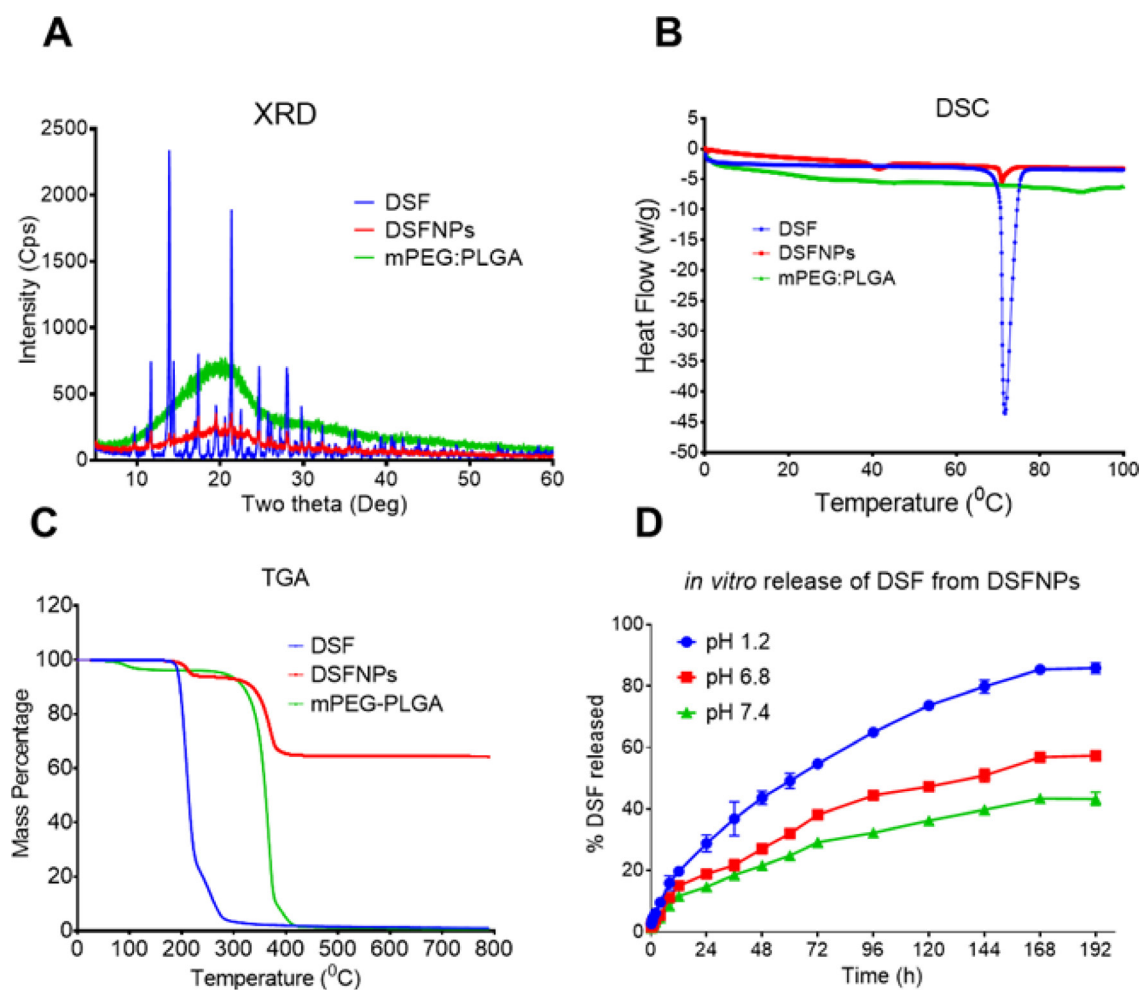 A
XRD
Intensity (Cps)
2500
2000
1500
1000
500
0
10 20 30 40 50 60
Two theta (Deg)
DSF
DSFNPs
mPEG:PLGA
B
DSC
Heat Flow (w/g)
5
0
-5
-10
-15
-20
-25
-30
-35
-40
-45
-50
0 20 40 60 80 100
Temperature (⁰C)
DSF
DSFNPs
mPEG:PLGA
C
TGA
Mass Percentage
120
100
80
60
40
20
0
0 100 200 300 400 500 600 700 800
Temperature (⁰C)
DSF
DSFNPs
mPEG-PLGA
D
in vitro release of DSF from DSFNPs
% DSF released
100
80
60
40
20
0
0 24 48 72 96 120 144 168 192
Time (h)
pH 1.2
pH 6.8
pH 7.4